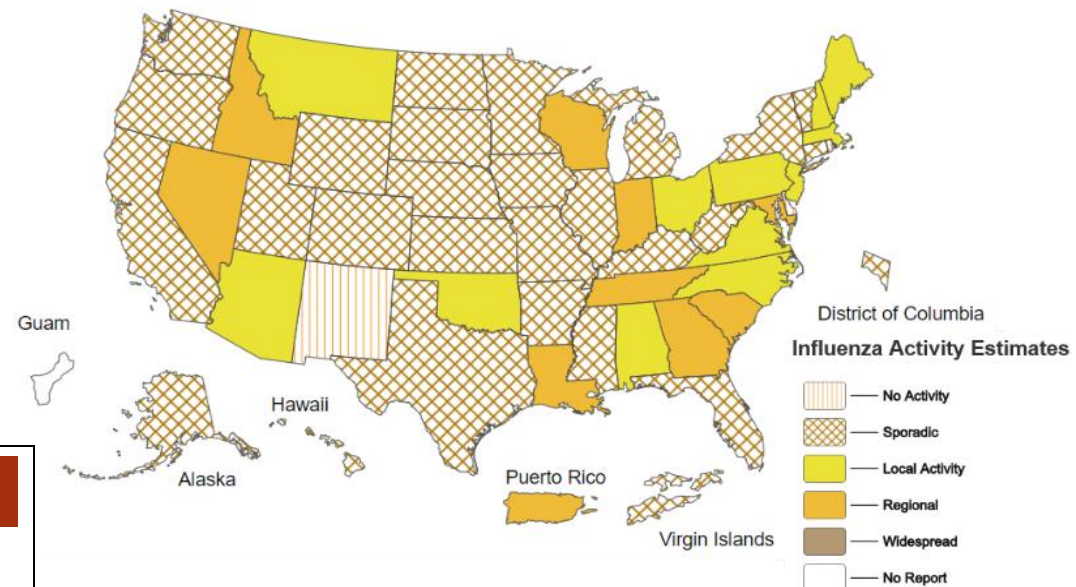 Guam
Alaska
Hawaii
Puerto Rico
Virgin Islands
District of Columbia
Influenza Activity Estimates
No Activity
Sporadic
Local Activity
Regional
Widespread
No Report